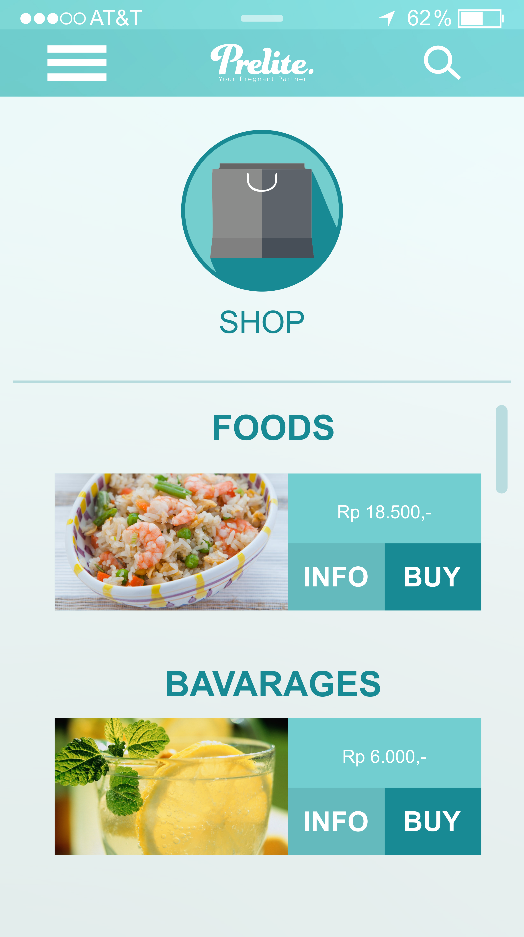 AT&T
62%
Prelite.
SHOP
FOODS
Rp 18.500,-
INFO
BUY
BAVARAGES
Rp 6.000,-
INFO
BUY